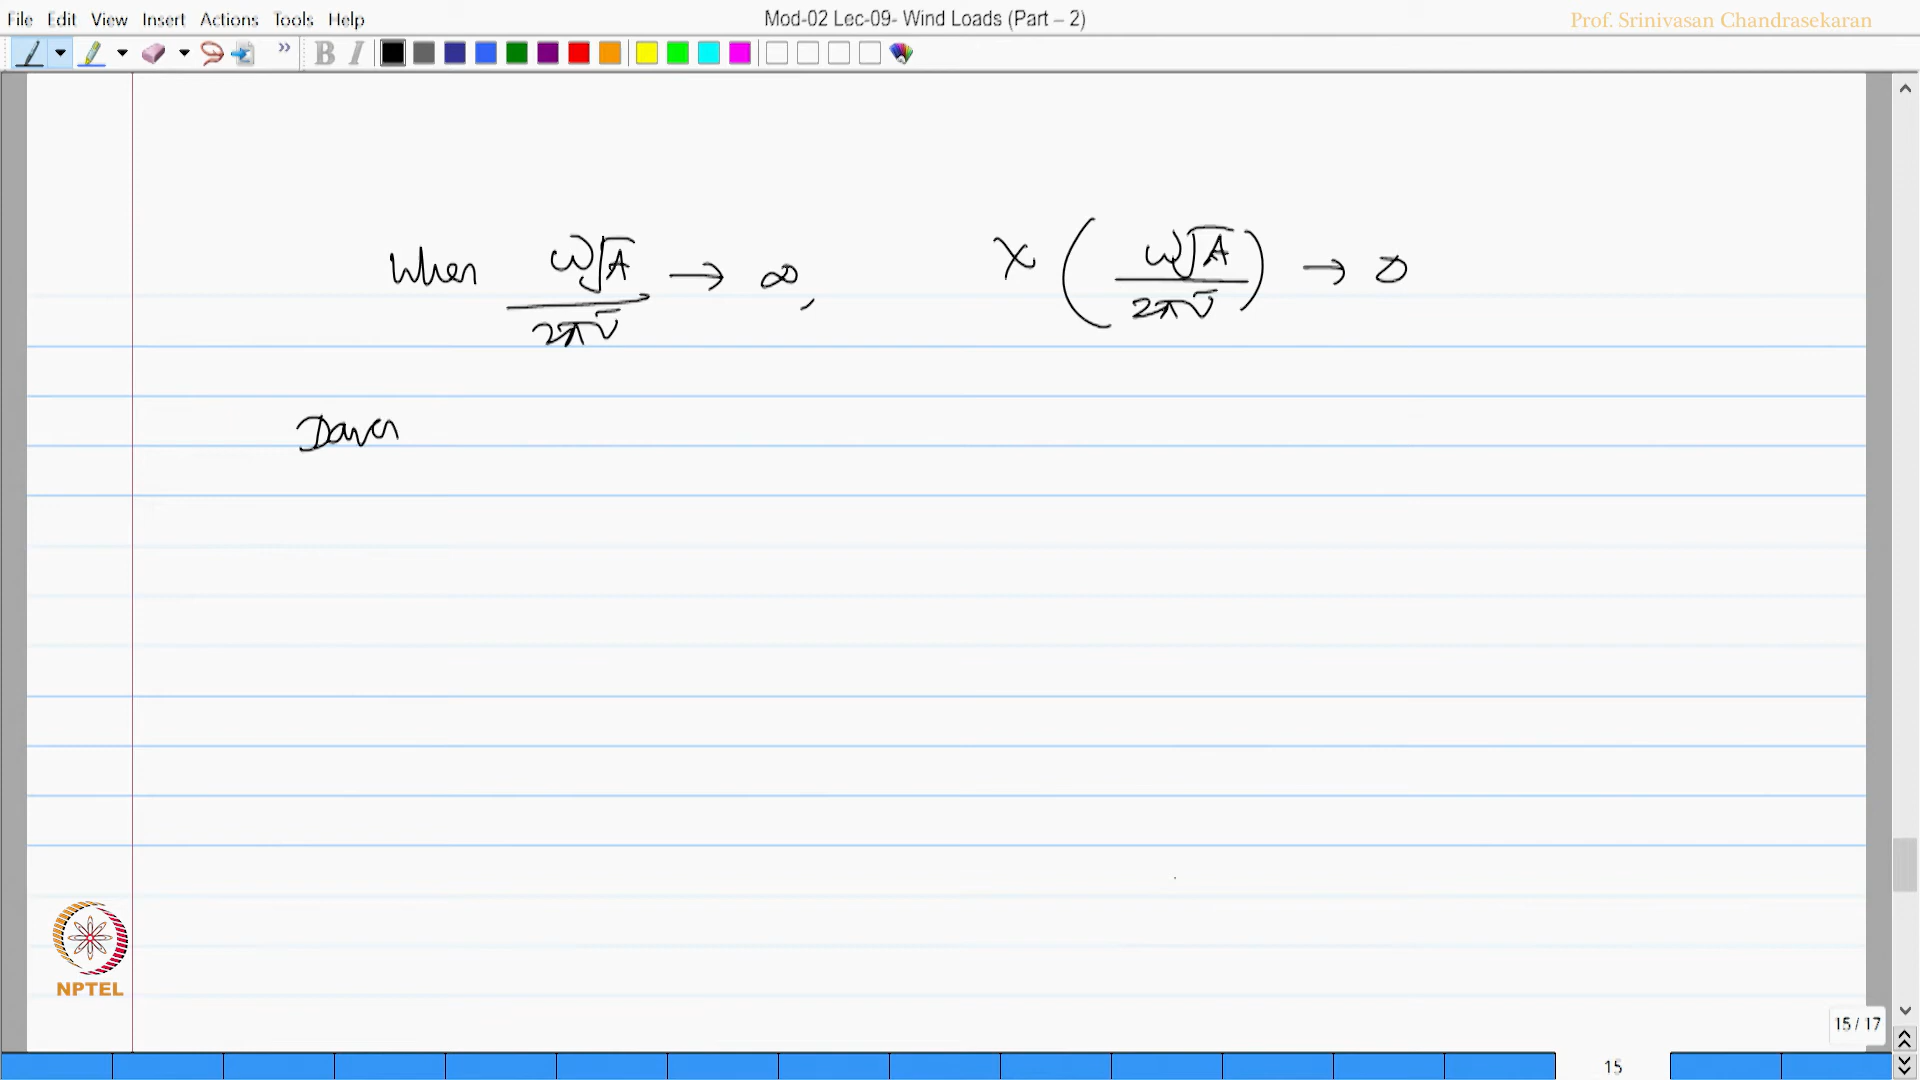 File Edit View Insert Actions Tools Help
Mod-02 Lec-09- Wind Loads (Part – 2)
Prof. Srinivasan Chandrasekaran
B I
When ω√A / 2πv̄ → ∞, χ ( ω√A / 2πv̄ ) → 0
Daven
NPTEL
15 / 17
15